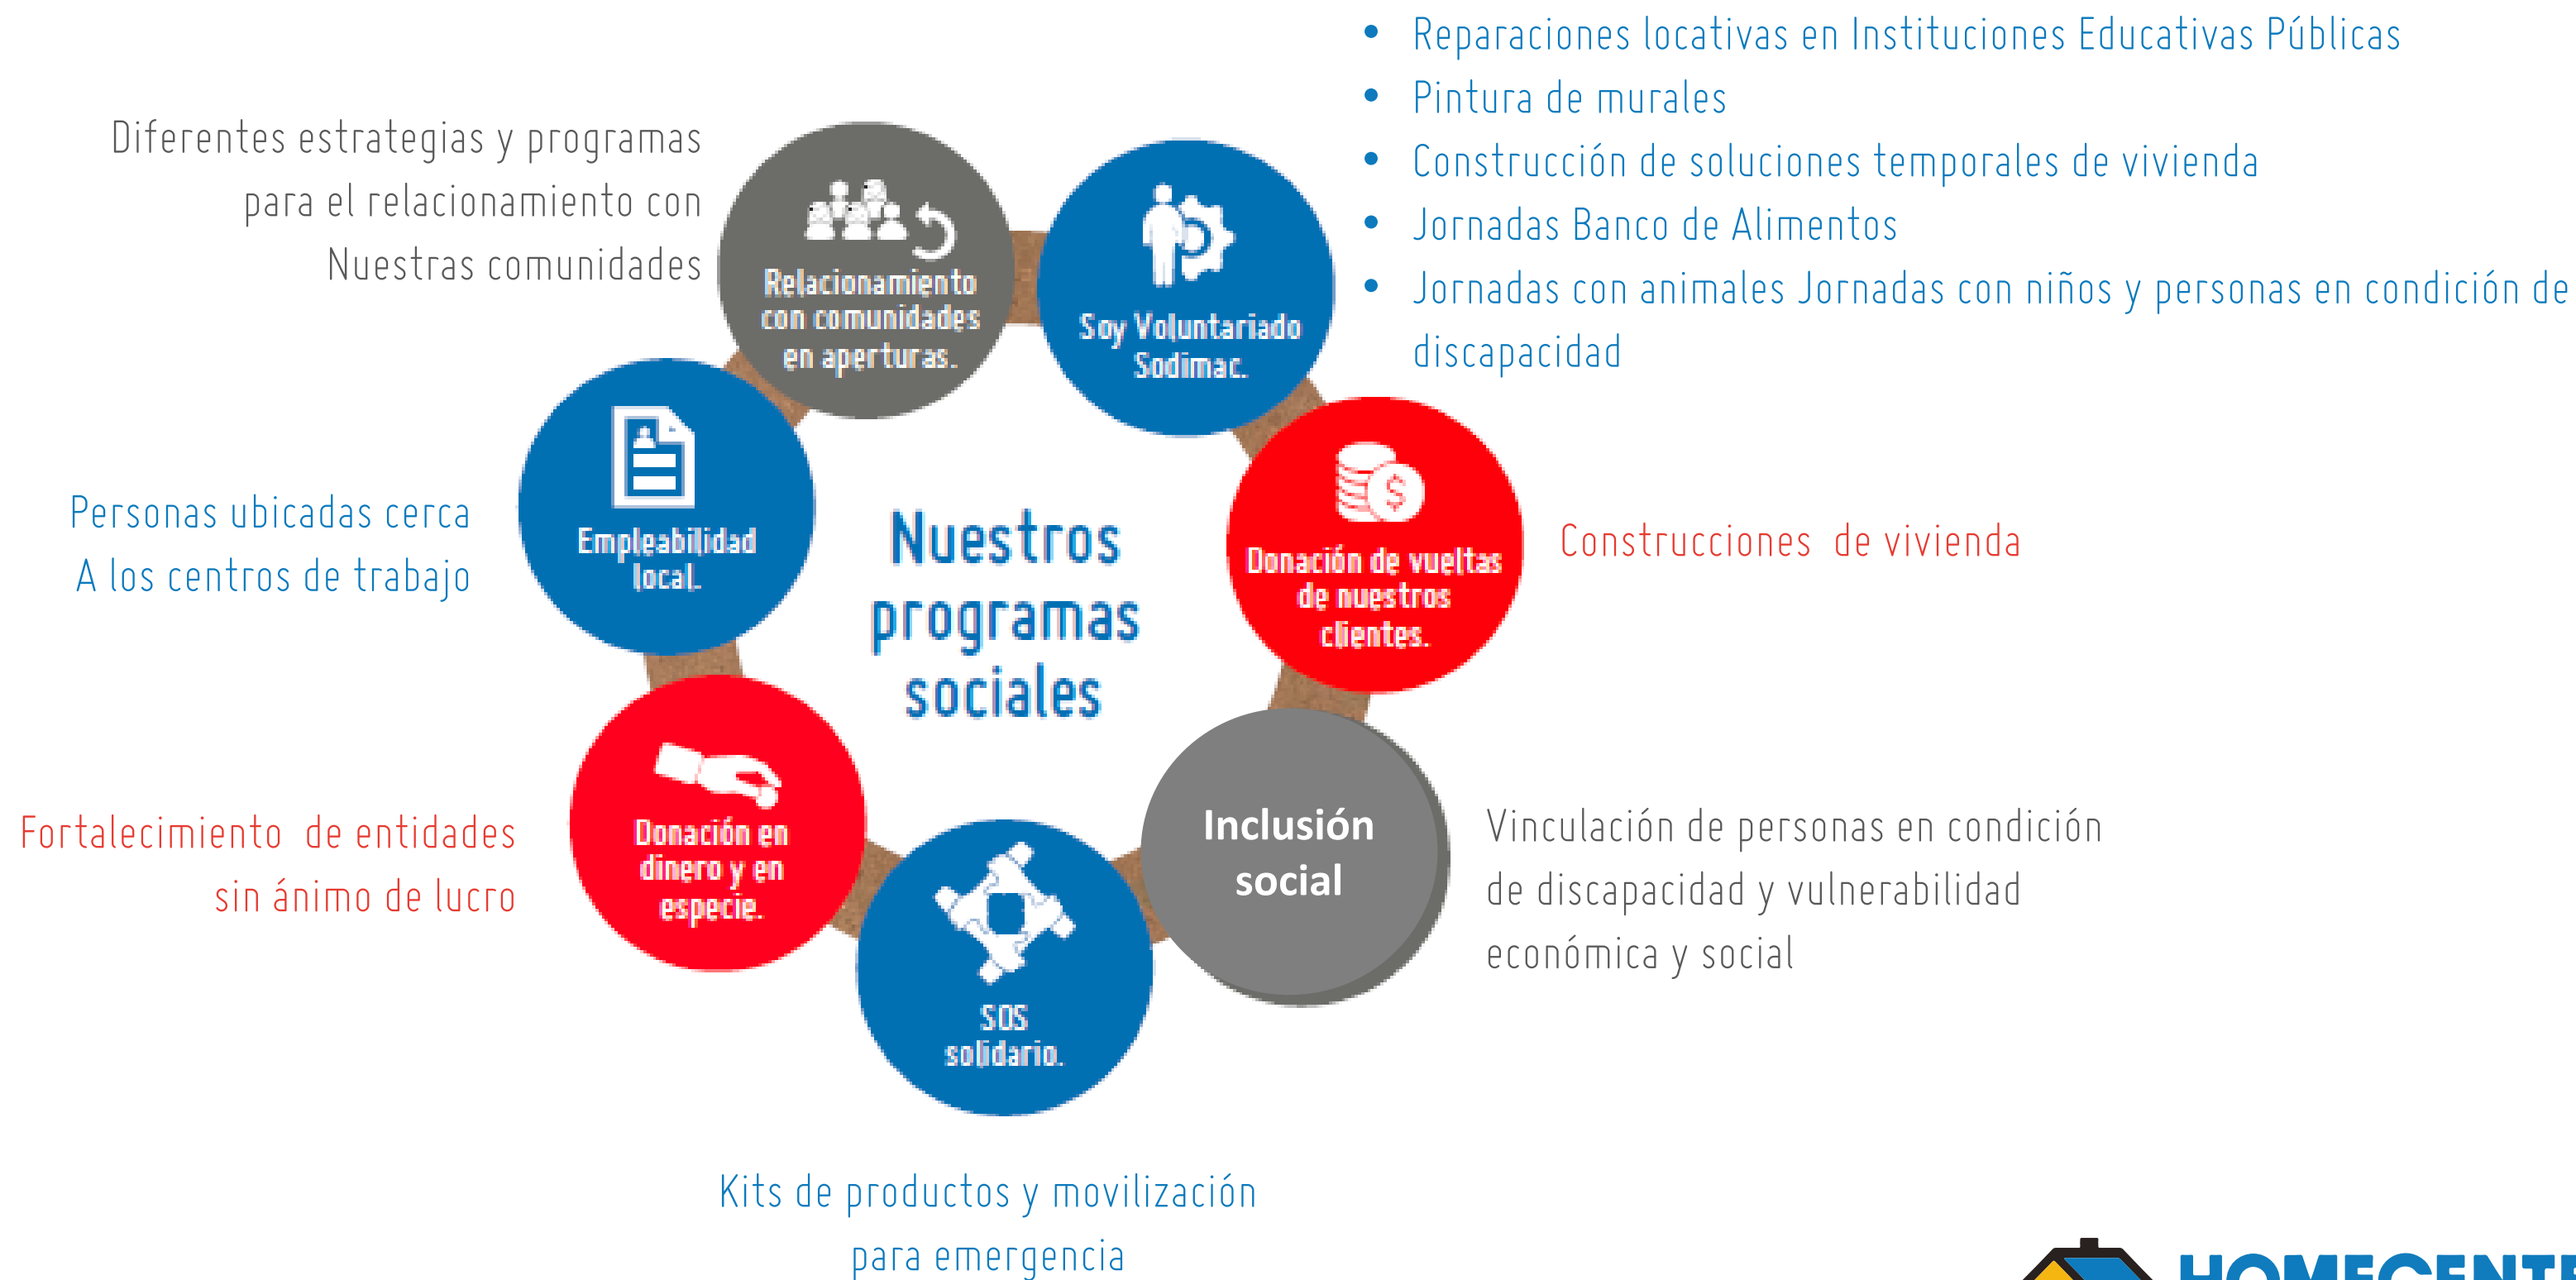 • Reparaciones locativas en Instituciones Educativas Públicas
• Pintura de murales
• Construcción de soluciones temporales de vivienda
• Jornadas Banco de Alimentos
• Jornadas con animales Jornadas con niños y personas en condición de
discapacidad
Diferentes estrategias y programas
para el relacionamiento con
Nuestras comunidades
Relacionamiento
con comunidades
en aperturas.
Soy Voluntariado
Sodimac.
Personas ubicadas cerca
A los centros de trabajo
Empleabilidad
local.
Nuestros
programas
sociales
$
Donación de vueltas
de nuestros
clientes.
Construcciones de vivienda
Fortalecimiento de entidades
sin ánimo de lucro
Donación en
dinero y en
especie.
Inclusión
social
Vinculación de personas en condición
de discapacidad y vulnerabilidad
económica y social
SOS
solidario.
Kits de productos y movilización
para emergencia